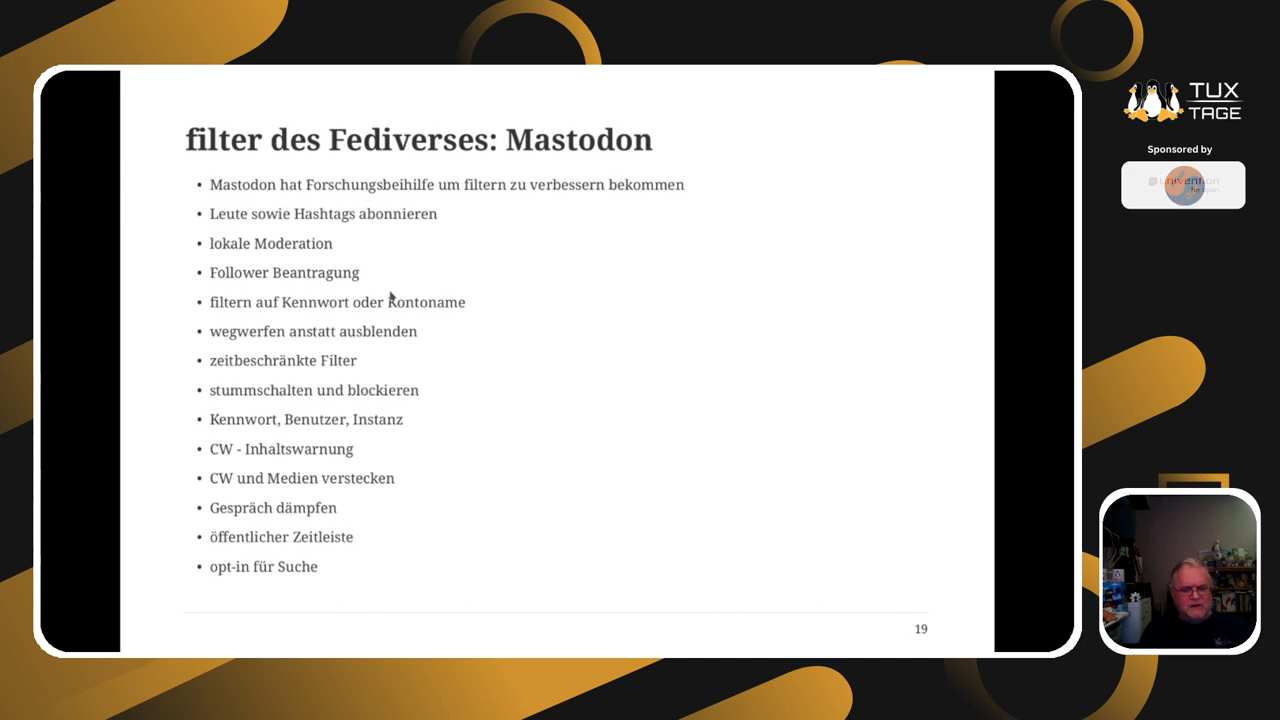 filter des Fediverses: Mastodon
• Mastodon hat Forschungsbeihilfe um filtern zu verbessern bekommen
• Leute sowie Hashtags abonnieren
• lokale Moderation
• Follower Beantragung
• filtern auf Kennwort oder Kontoname
• wegwerfen anstatt ausblenden
• zeitbeschränkte Filter
• stummschalten und blockieren
• Kennwort, Benutzer, Instanz
• CW - Inhaltswarnung
• CW und Medien verstecken
• Gespräch dämpfen
• öffentlicher Zeitleiste
• opt-in für Suche
19
TUX
TAGE
Sponsored by
univention